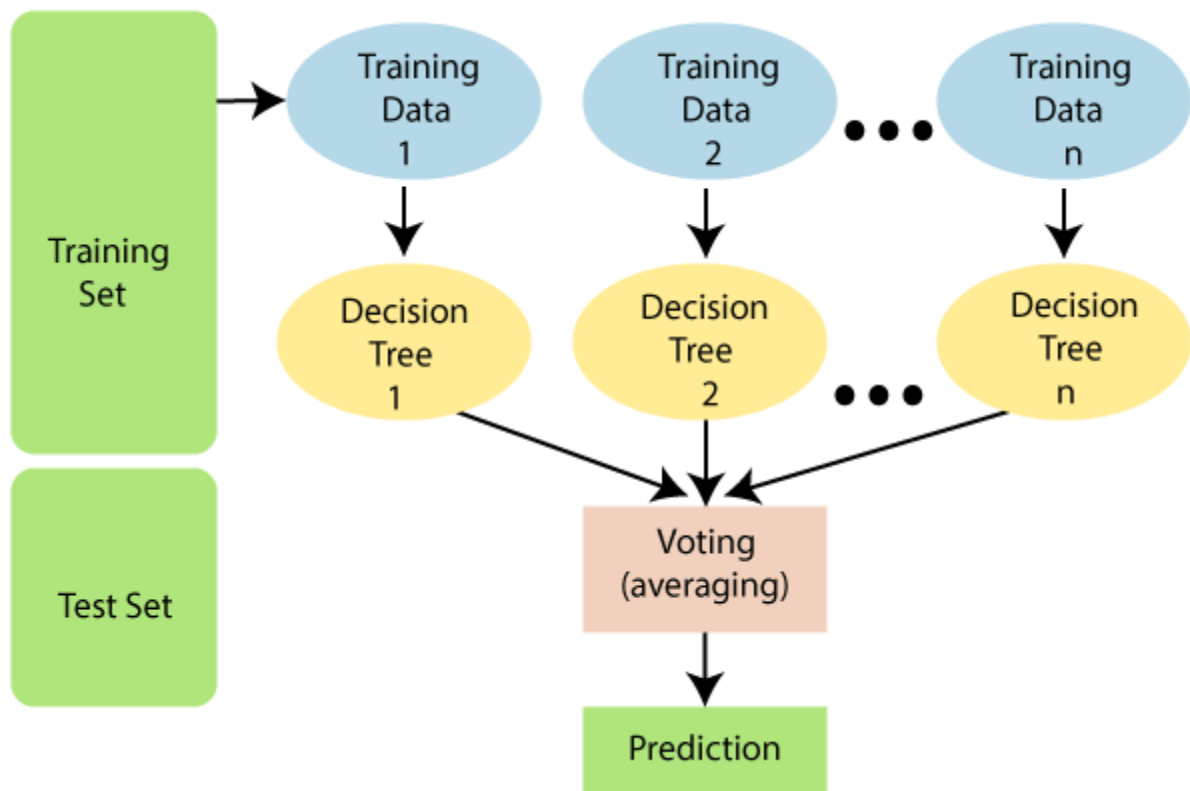 Training
Set
Training
Data
1
Training
Data
2
Training
Data
n
Decision
Tree
1
Decision
Tree
2
Decision
Tree
n
Test Set
Voting
(averaging)
Prediction